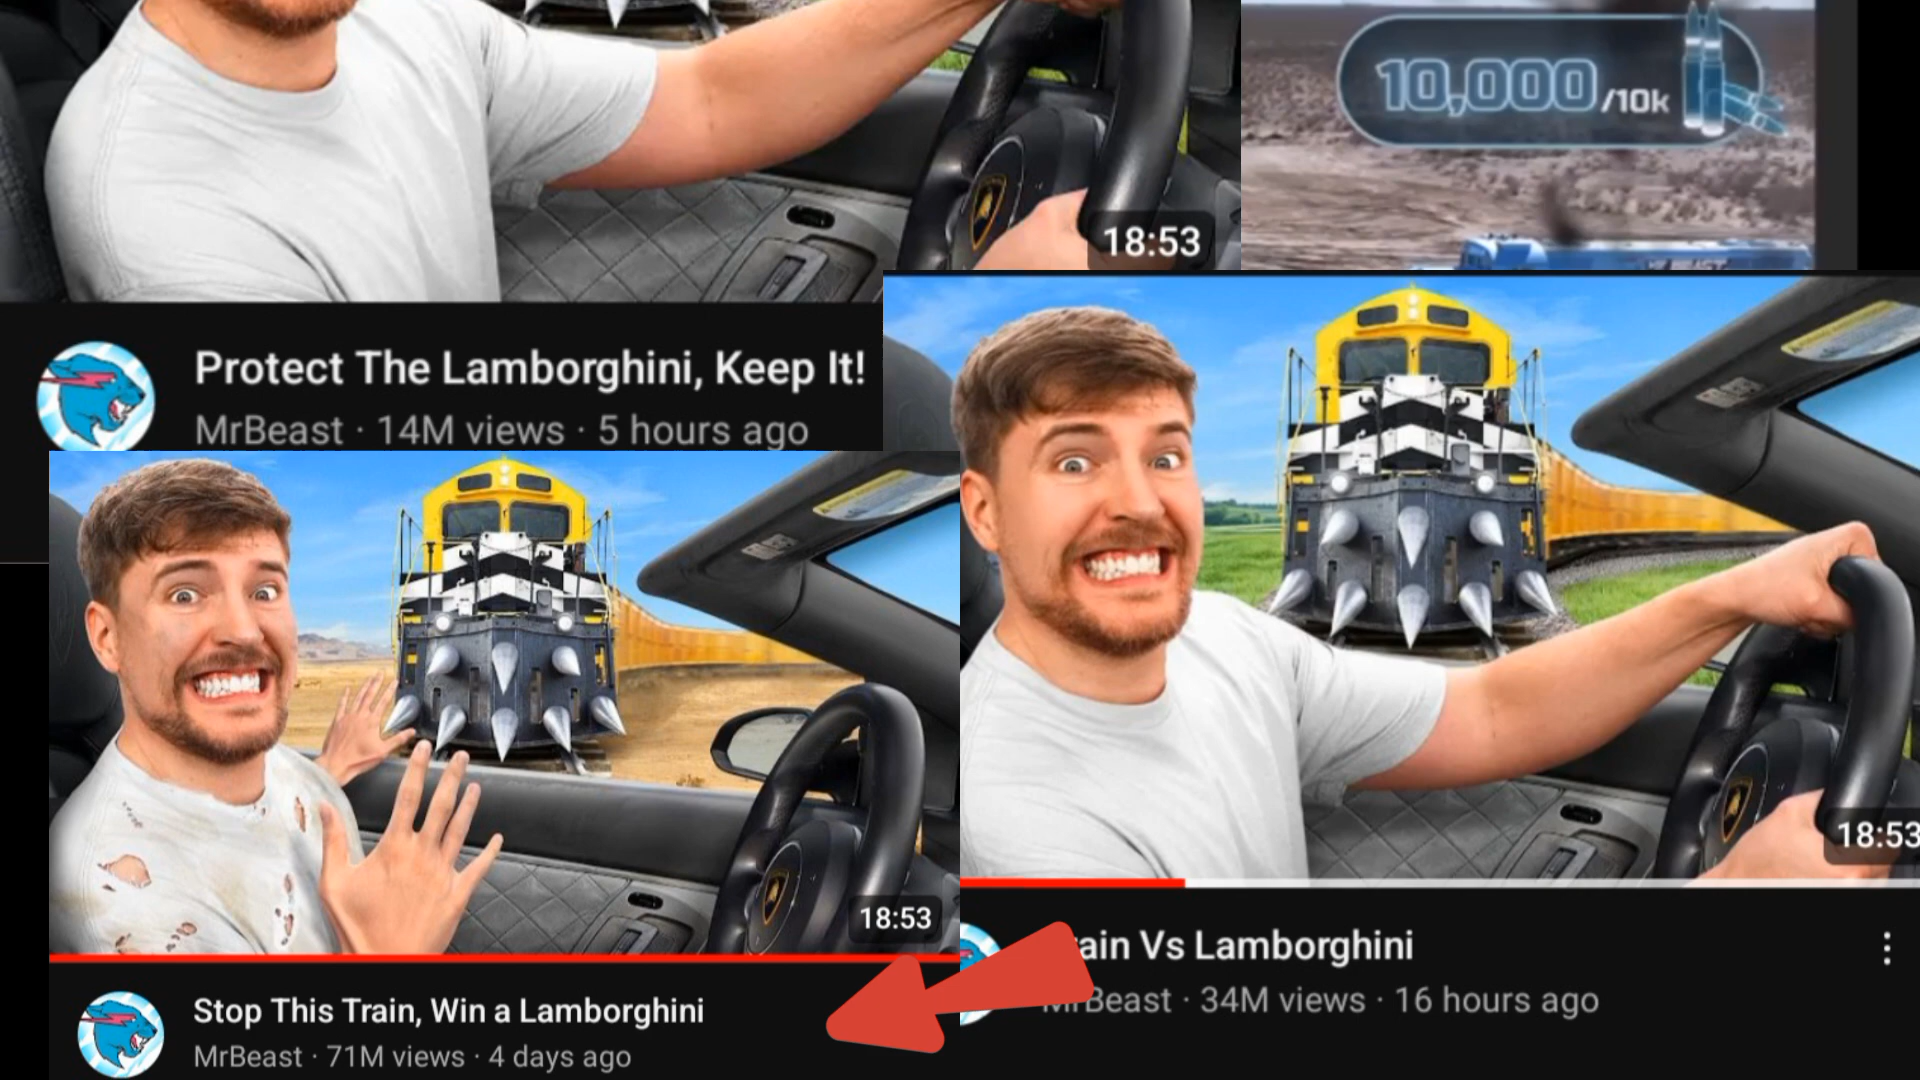 10,000/10k
18:53
Protect The Lamborghini, Keep It!
MrBeast · 14M views · 5 hours ago
18:53
ain Vs Lamborghini
MrBeast · 34M views · 16 hours ago
18:53
Stop This Train, Win a Lamborghini
MrBeast · 71M views · 4 days ago